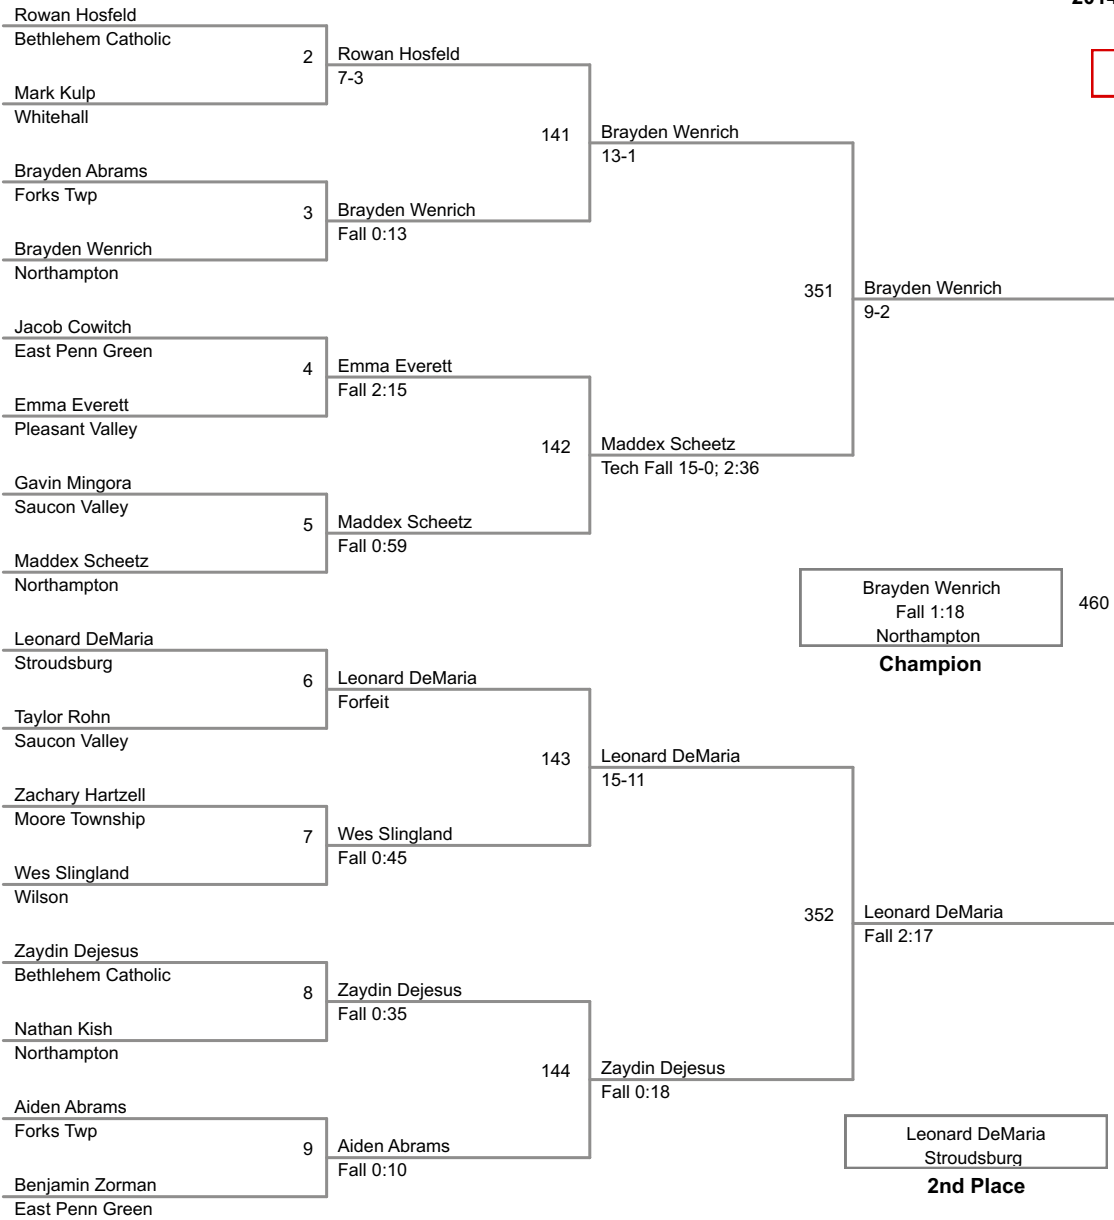 2014
Rowan Hosfeld
Bethlehem Catholic
2
Rowan Hosfeld
7-3
Mark Kulp
Whitehall
141
Brayden Wenrich
13-1
Brayden Abrams
Forks Twp
3
Brayden Wenrich
Fall 0:13
Brayden Wenrich
Northampton
351
Brayden Wenrich
9-2
Jacob Cowitch
East Penn Green
4
Emma Everett
Fall 2:15
Emma Everett
Pleasant Valley
142
Maddex Scheetz
Tech Fall 15-0; 2:36
Gavin Mingora
Saucon Valley
5
Maddex Scheetz
Fall 0:59
Maddex Scheetz
Northampton
Brayden Wenrich
Fall 1:18
Northampton
460
Champion
Leonard DeMaria
Stroudsburg
6
Leonard DeMaria
Forfeit
Taylor Rohn
Saucon Valley
143
Leonard DeMaria
15-11
Zachary Hartzell
Moore Township
7
Wes Slingland
Fall 0:45
Wes Slingland
Wilson
352
Leonard DeMaria
Fall 2:17
Zaydin Dejesus
Bethlehem Catholic
8
Zaydin Dejesus
Fall 0:35
Nathan Kish
Northampton
144
Zaydin Dejesus
Fall 0:18
Aiden Abrams
Forks Twp
9
Aiden Abrams
Fall 0:10
Benjamin Zorman
East Penn Green
Leonard DeMaria
Stroudsburg
2nd Place